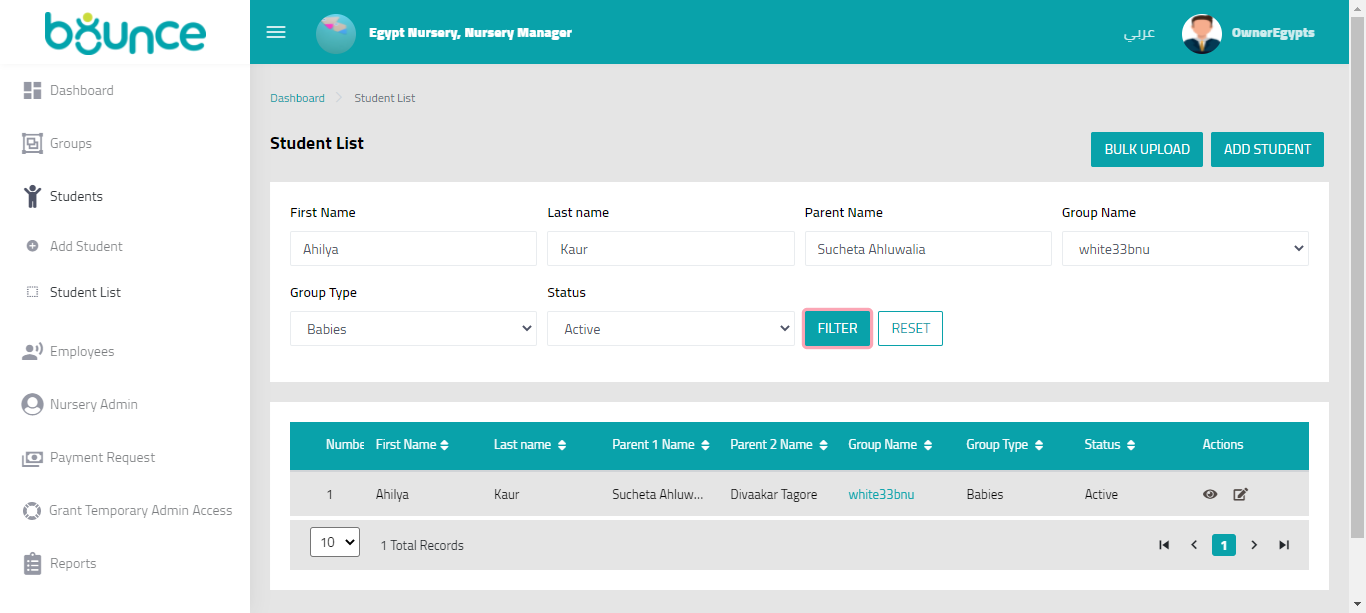 bounce
Egypt Nursery, Nursery Manager
عربي
OwnerEgypts
Dashboard
Groups
Students
Add Student
Student List
Employees
Nursery Admin
Payment Request
Grant Temporary Admin Access
Reports
Dashboard > Student List
Student List
BULK UPLOAD
ADD STUDENT
First Name Last name Parent Name Group Name
Ahilya Kaur Sucheta Ahluwalia white33bnu
Group Type Status
Babies Active FILTER RESET
Numbe First Name Last name Parent 1 Name Parent 2 Name Group Name Group Type Status Actions
1 Ahilya Kaur Sucheta Ahluw... Divaakar Tagore white33bnu Babies Active
10 1 Total Records 1